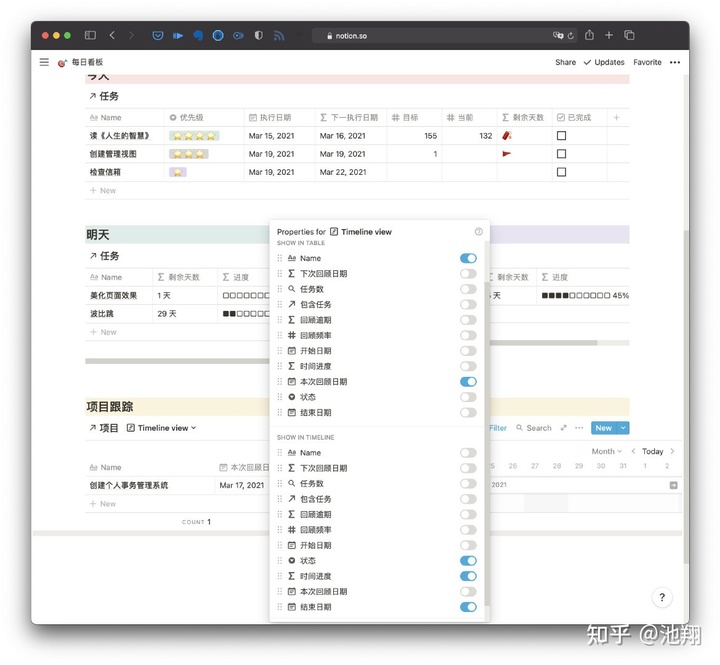 notion.so
每日看板
Share Updates Favorite
今天
任务
Name 优先级 执行日期 下一执行日期 目标 当前 剩余天数 已完成
读《人生的智慧》 Mar 15, 2021 Mar 16, 2021 155 132
创建管理视图 Mar 19, 2021 Mar 19, 2021 1
检查信箱 Mar 19, 2021 Mar 22, 2021
New
明天
任务
Name 剩余天数 进度 剩余天数 进度
美化页面效果 1 天 天 45%
波比跳 29 天
New
Properties for Timeline view
SHOW IN TABLE
Name
下次回顾日期
任务数
包含任务
回顾逾期
回顾频率
开始日期
时间进度
本次回顾日期
状态
结束日期
SHOW IN TIMELINE
Name
下次回顾日期
任务数
包含任务
回顾逾期
回顾频率
开始日期
状态
时间进度
本次回顾日期
结束日期
项目跟踪
项目 Timeline view Filter Search New
Month Today
Name 本次回顾日 25 26 27 28 29 30 31 1 2
创建个人事务管理系统 Mar 17, 2021 2021
New
COUNT 1
?
知乎 @池翔